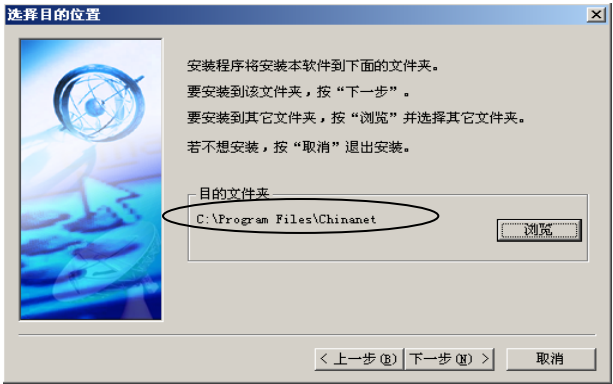 选择目的位置
安装程序将安装本软件到下面的文件夹。
要安装到该文件夹，按“下一步”。
要安装到其它文件夹，按“浏览”并选择其它文件夹。
若不想安装，按“取消”退出安装。
目的文件夹
C:\Program Files\Chinanet
浏览
< 上一步(B) 下一步(N) > 取消